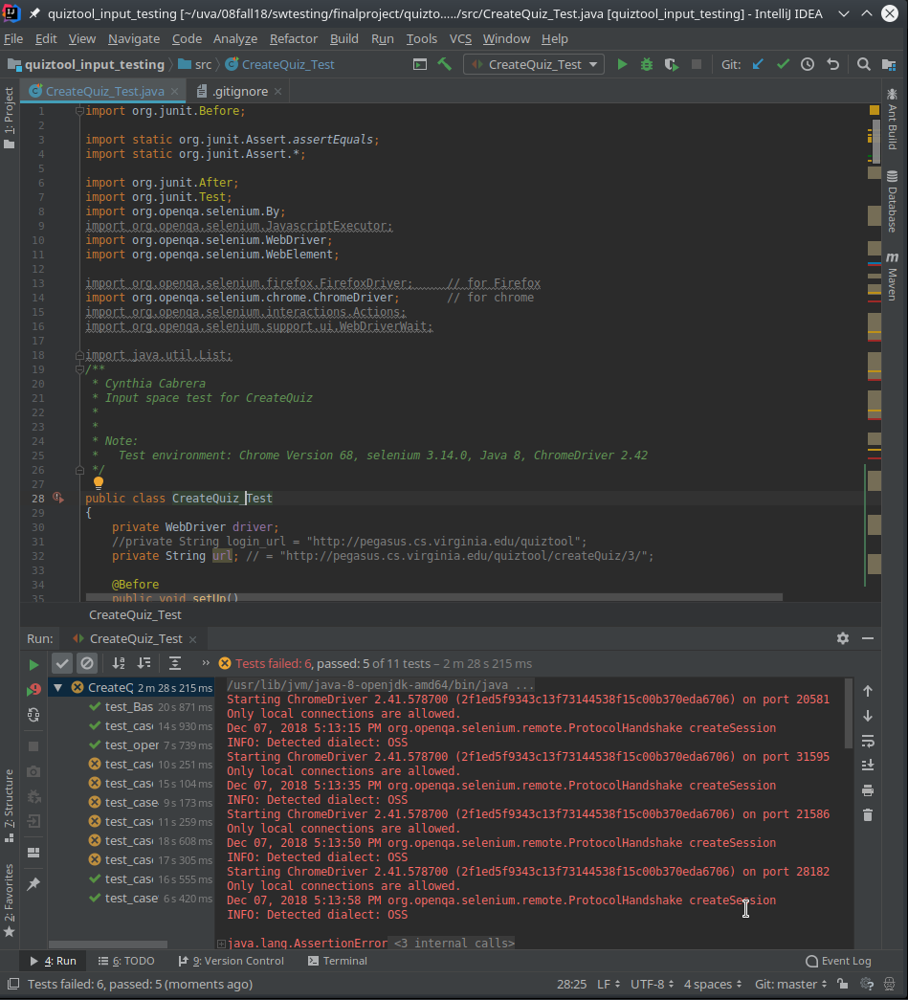 quiztool_input_testing [~/uva/08fall18/swtesting/finalproject/quizto...../src/CreateQuiz_Test.java [quiztool_input_testing] - IntelliJ IDEA
File Edit View Navigate Code Analyze Refactor Build Run Tools VCS Window Help
quiztool_input_testing src CreateQuiz_Test CreateQuiz_Test Git:
CreateQuiz_Test.java .gitignore
1: Project
7: Structure
2: Favorites
Ant Build
Database
Maven
1 import org.junit.Before;
2
3 import static org.junit.Assert.assertEquals;
4 import static org.junit.Assert.*;
5
6 import org.junit.After;
7 import org.junit.Test;
8 import org.openqa.selenium.By;
9 import org.openqa.selenium.JavascriptExecutor;
10 import org.openqa.selenium.WebDriver;
11 import org.openqa.selenium.WebElement;
12
13 import org.openqa.selenium.firefox.FirefoxDriver; // for Firefox
14 import org.openqa.selenium.chrome.ChromeDriver; // for chrome
15 import org.openqa.selenium.interactions.Actions;
16 import org.openqa.selenium.support.ui.WebDriverWait;
17
18 import java.util.List;
19 /**
20 * Cynthia Cabrera
21 * Input space test for CreateQuiz
22 *
23 *
24 * Note:
25 * Test environment: Chrome Version 68, selenium 3.14.0, Java 8, ChromeDriver 2.42
26 */
27
28 public class CreateQuiz_Test
29 {
30 private WebDriver driver;
31 //private String login_url = "http://pegasus.cs.virginia.edu/quiztool";
32 private String url; // = "http://pegasus.cs.virginia.edu/quiztool/createQuiz/3/";
33
34 @Before
35 public void setUp()
CreateQuiz_Test
Run: CreateQuiz_Test
Tests failed: 6, passed: 5 of 11 tests – 2 m 28 s 215 ms
CreateQ 2 m 28 s 215 ms
test_Bas 20 s 871 ms
test_case 14 s 930 ms
test_oper 7 s 739 ms
test_case 10 s 251 ms
test_case 15 s 104 ms
test_case 9 s 173 ms
test_case 11 s 259 ms
test_case 18 s 608 ms
test_case 17 s 305 ms
test_case 16 s 555 ms
test_case 6 s 420 ms
/usr/lib/jvm/java-8-openjdk-amd64/bin/java ...
Starting ChromeDriver 2.41.578700 (2f1ed5f9343c13f73144538f15c00b370eda6706) on port 20581
Only local connections are allowed.
Dec 07, 2018 5:13:15 PM org.openqa.selenium.remote.ProtocolHandshake createSession
INFO: Detected dialect: OSS
Starting ChromeDriver 2.41.578700 (2f1ed5f9343c13f73144538f15c00b370eda6706) on port 31595
Only local connections are allowed.
Dec 07, 2018 5:13:35 PM org.openqa.selenium.remote.ProtocolHandshake createSession
INFO: Detected dialect: OSS
Starting ChromeDriver 2.41.578700 (2f1ed5f9343c13f73144538f15c00b370eda6706) on port 21586
Only local connections are allowed.
Dec 07, 2018 5:13:50 PM org.openqa.selenium.remote.ProtocolHandshake createSession
INFO: Detected dialect: OSS
Starting ChromeDriver 2.41.578700 (2f1ed5f9343c13f73144538f15c00b370eda6706) on port 28182
Only local connections are allowed.
Dec 07, 2018 5:13:58 PM org.openqa.selenium.remote.ProtocolHandshake createSession
INFO: Detected dialect: OSS
java.lang.AssertionError <3 internal calls>
4: Run 6: TODO 9: Version Control Terminal Event Log
Tests failed: 6, passed: 5 (moments ago) 28:25 LF UTF-8 4 spaces Git: master